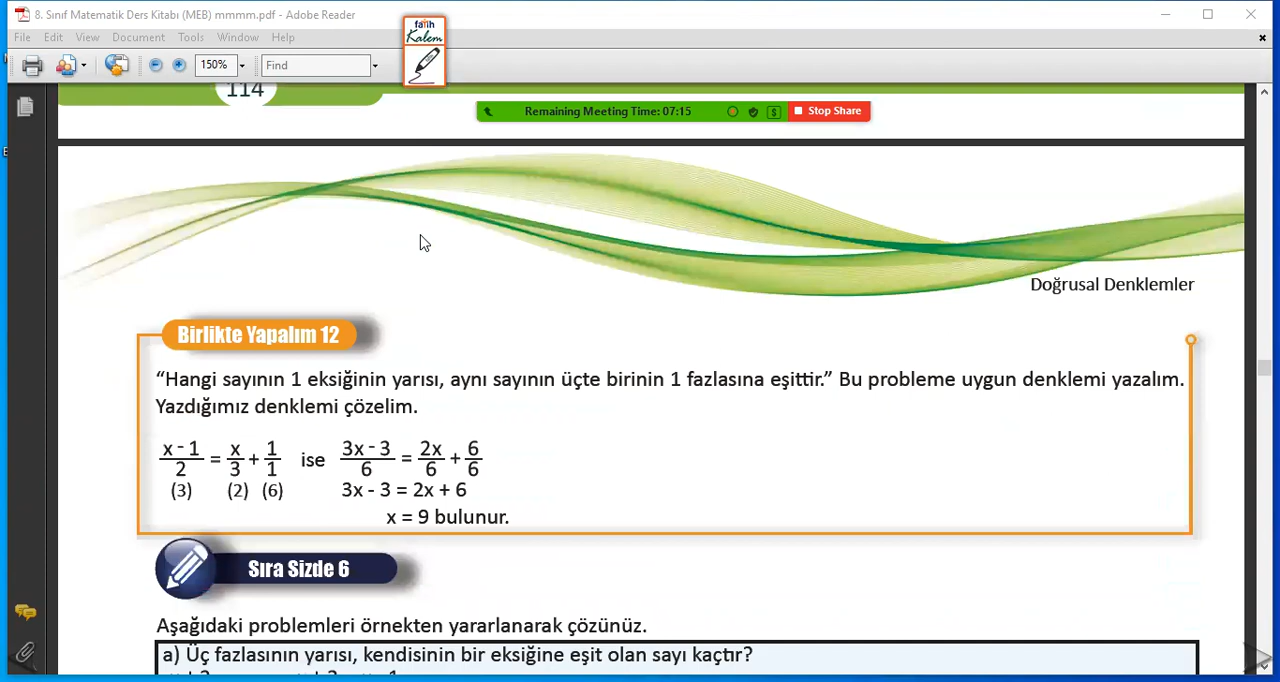 8. Sınıf Matematik Ders Kitabı (MEB) mmmm.pdf - Adobe Reader
File Edit View Document Tools Window Help
fatih
Kalem
150%
Find
114
Remaining Meeting Time: 07:15
Stop Share
Doğrusal Denklemler
Birlikte Yapalım 12
“Hangi sayının 1 eksiğinin yarısı, aynı sayının üçte birinin 1 fazlasına eşittir.” Bu probleme uygun denklemi yazalım.
Yazdığımız denklemi çözelim.
x - 1 x 1 3x - 3 2x 6
= + ise = +
2 3 1 6 6 6
(3) (2) (6) 3x - 3 = 2x + 6
x = 9 bulunur.
Sıra Sizde 6
Aşağıdaki problemleri örnekten yararlanarak çözünüz.
a) Üç fazlasının yarısı, kendisinin bir eksiğine eşit olan sayı kaçtır?